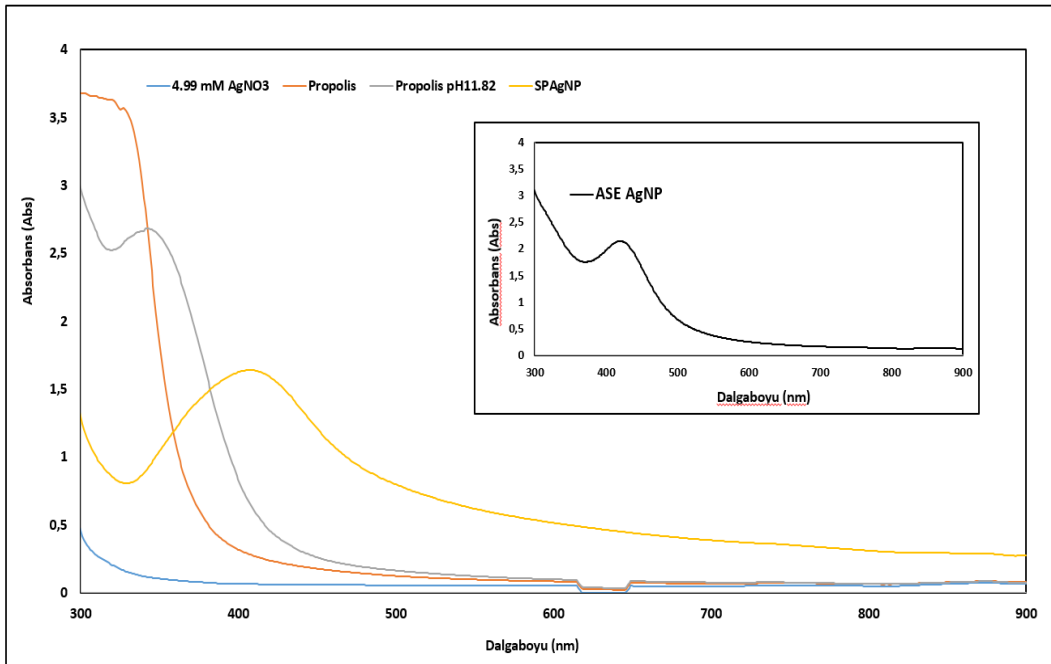 4
4.99 mM AgNO3 Propolis Propolis pH11.82 SPAgNP
3,5
3
2,5
2
1,5
1
0,5
0
300 400 500 600 700 800 900
Absorbans (Abs)
Dalgaboyu (nm)
4
3,5
3
2,5
2
1,5
1
0,5
0
ASE AgNP
300 400 500 600 700 800 900
Absorbans (Abs)
Dalgaboyu (nm)